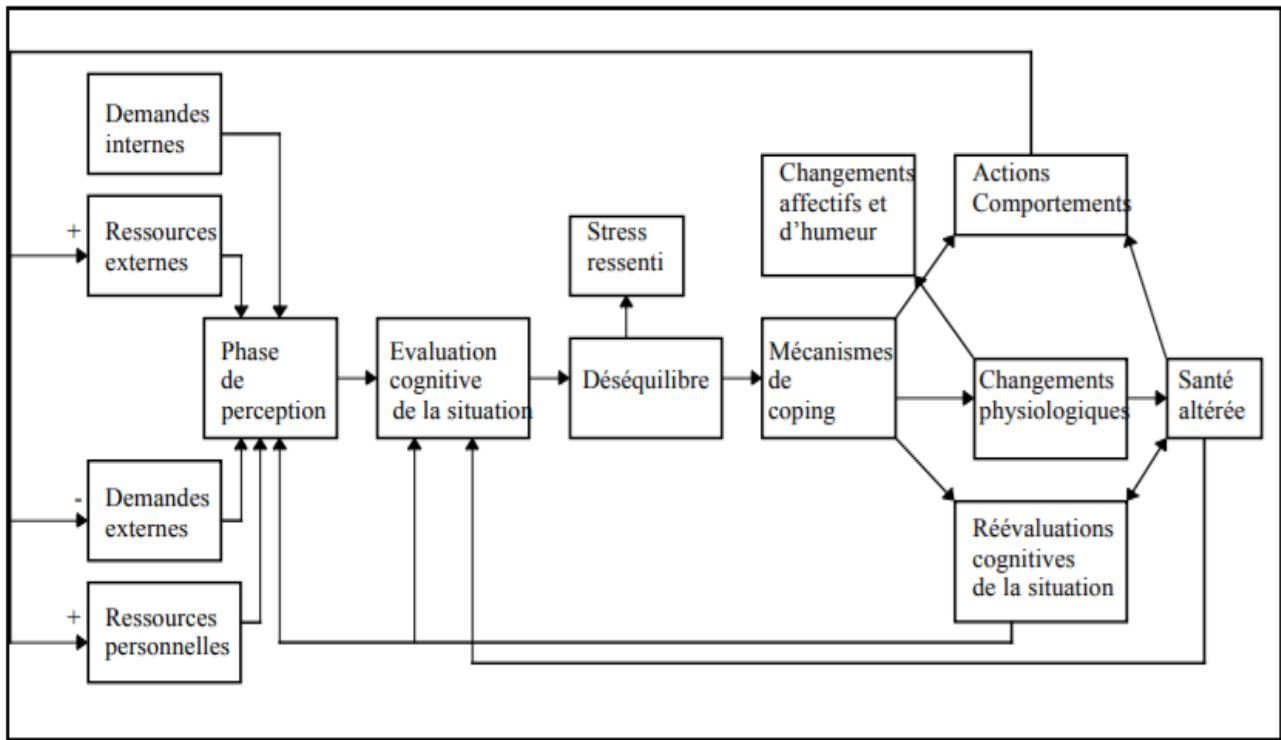 Demandes
internes
+
Ressources
externes
Phase
de
perception
-
Demandes
externes
+
Ressources
personnelles
Evaluation
cognitive
de la situation
Stress
ressenti
Déséquilibre
Mécanismes
de
coping
Changements
affectifs et
d'humeur
Actions
Comportements
Changements
physiologiques
Santé
altérée
Réévaluations
cognitives
de la situation